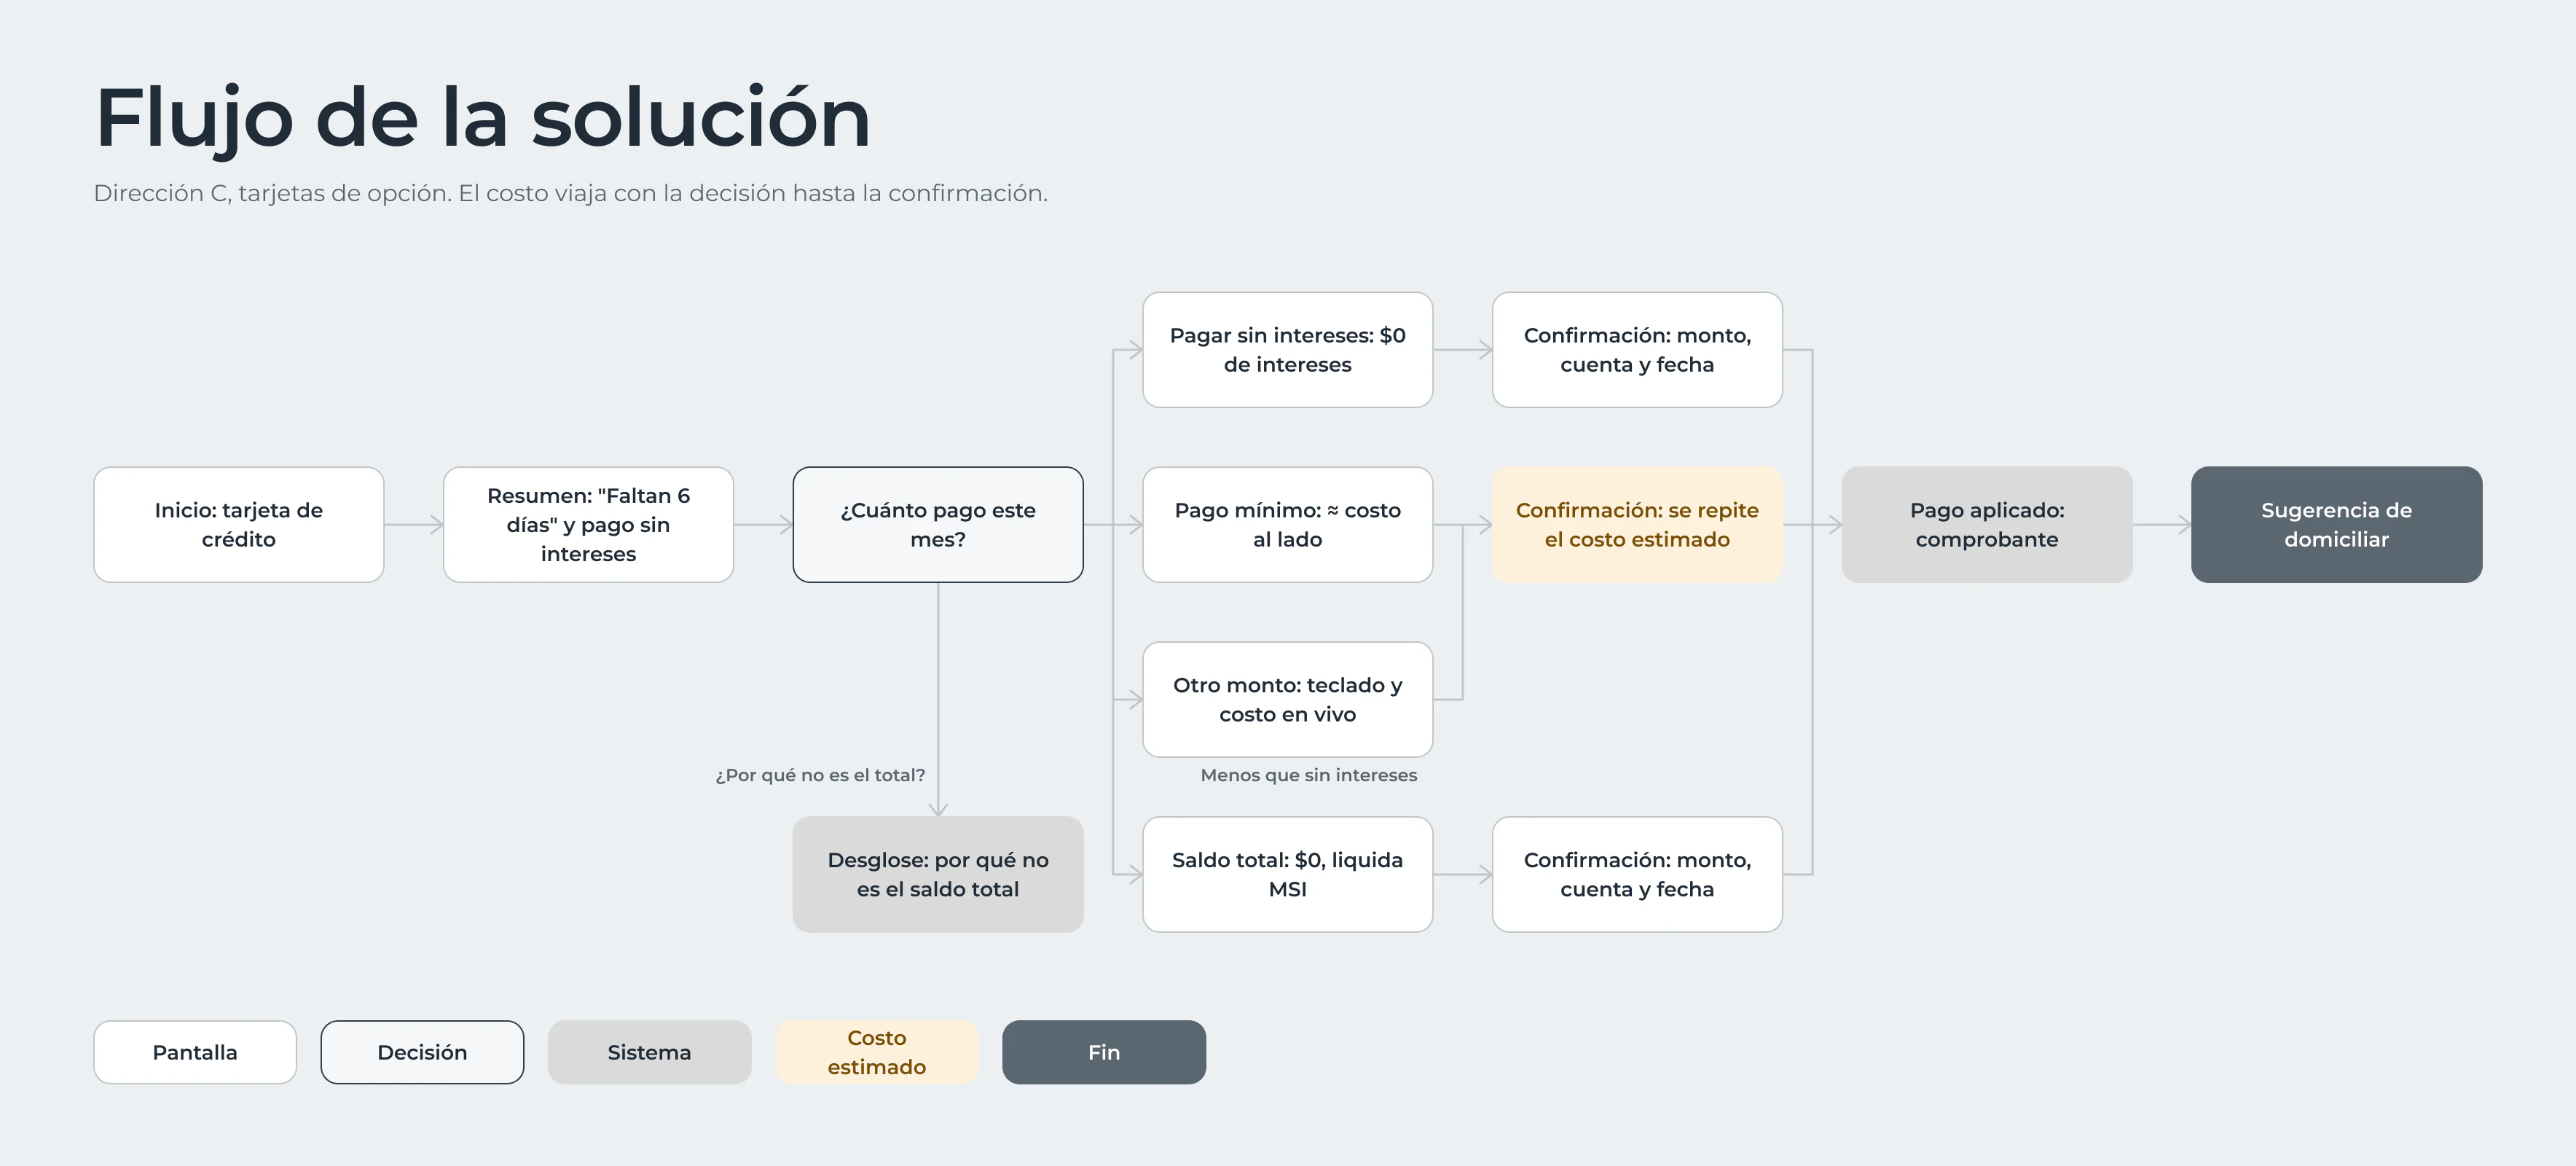 Flujo de la solución
Dirección C, tarjetas de opción. El costo viaja con la decisión hasta la confirmación.
Inicio: tarjeta de
crédito
Resumen: "Faltan 6
días" y pago sin
intereses
¿Cuánto pago este
mes?
¿Por qué no es el total?
Desglose: por qué no
es el saldo total
Pagar sin intereses: $0
de intereses
Confirmación: monto,
cuenta y fecha
Pago mínimo: ≈ costo
al lado
Confirmación: se repite
el costo estimado
Otro monto: teclado y
costo en vivo
Menos que sin intereses
Saldo total: $0, liquida
MSI
Confirmación: monto,
cuenta y fecha
Pago aplicado:
comprobante
Sugerencia de
domiciliar
Pantalla
Decisión
Sistema
Costo
estimado
Fin